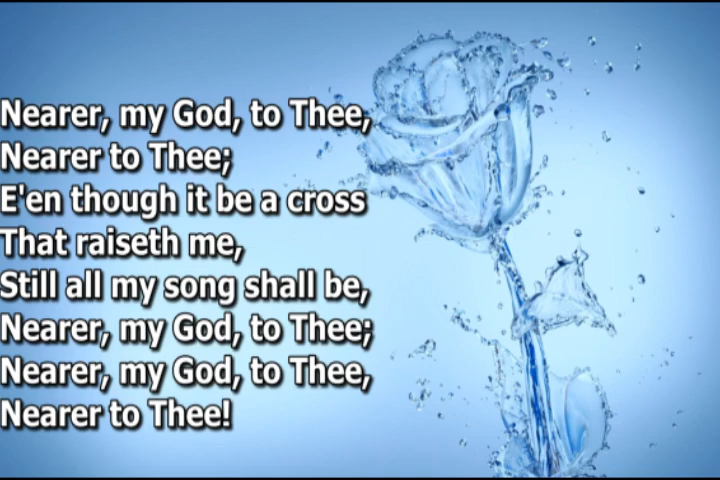 Nearer, my God, to Thee,
Nearer to Thee;
E'en though it be a cross
That raiseth me,
Still all my song shall be,
Nearer, my God, to Thee;
Nearer, my God, to Thee,
Nearer to Thee!